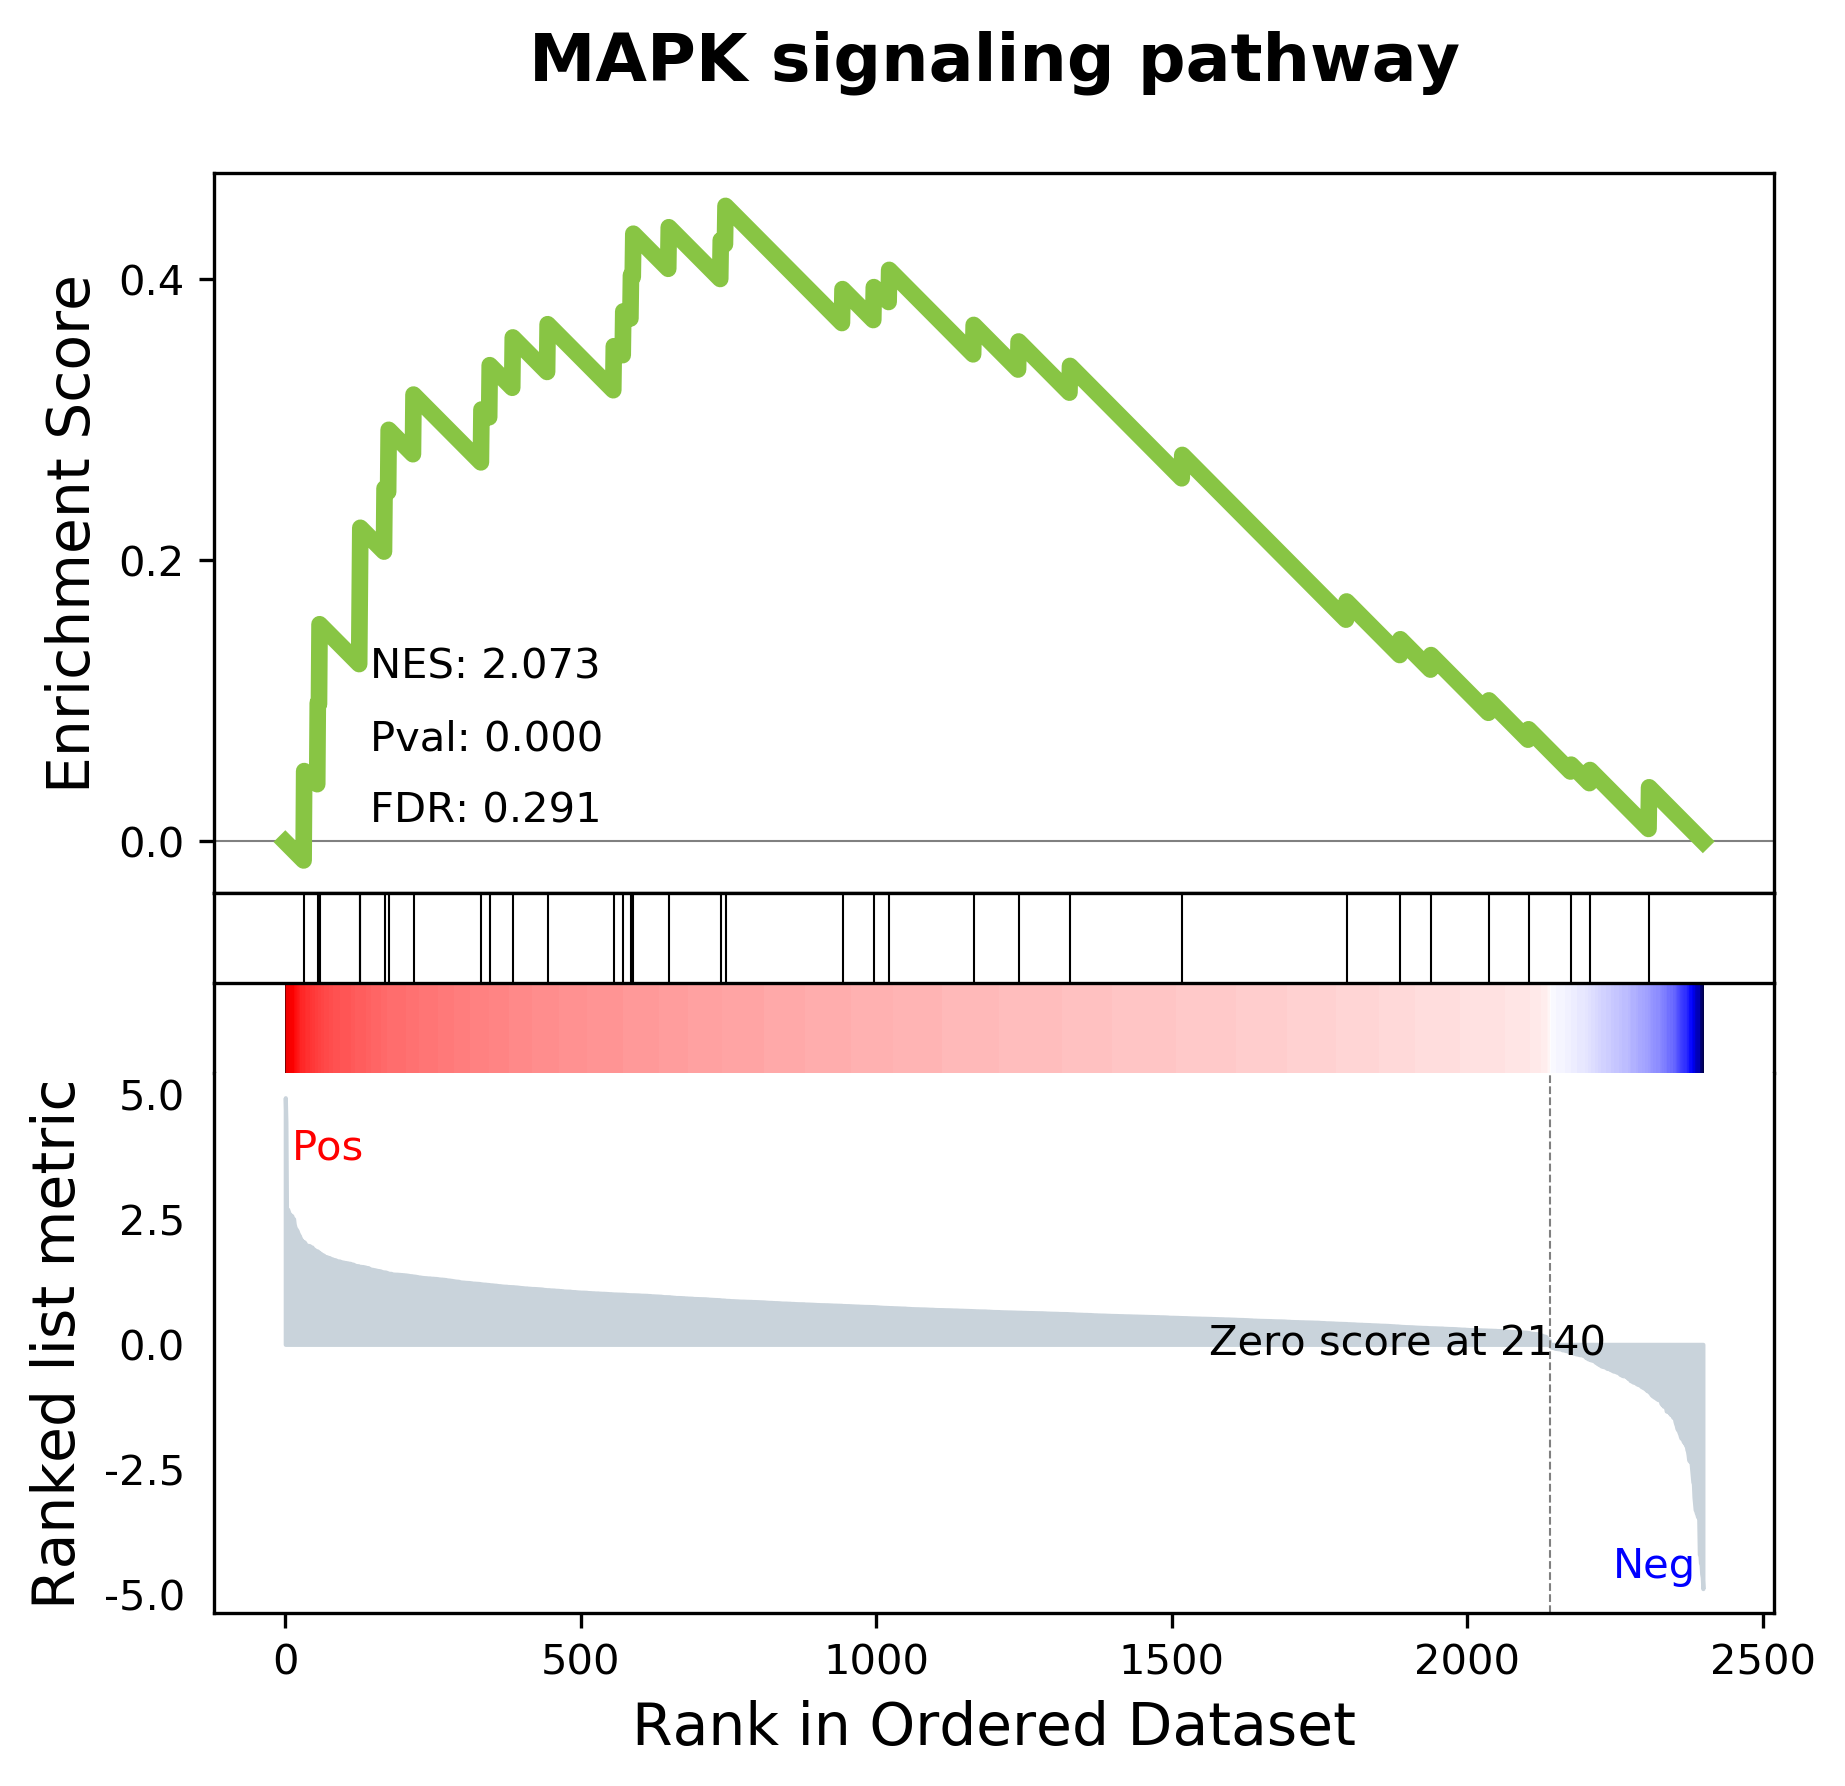 MAPK signaling pathway
Enrichment Score
0.4
0.2
0.0
NES: 2.073
Pval: 0.000
FDR: 0.291
Ranked list metric
5.0
2.5
0.0
-2.5
-5.0
Pos
Zero score at 2140
Neg
0 500 1000 1500 2000 2500
Rank in Ordered Dataset